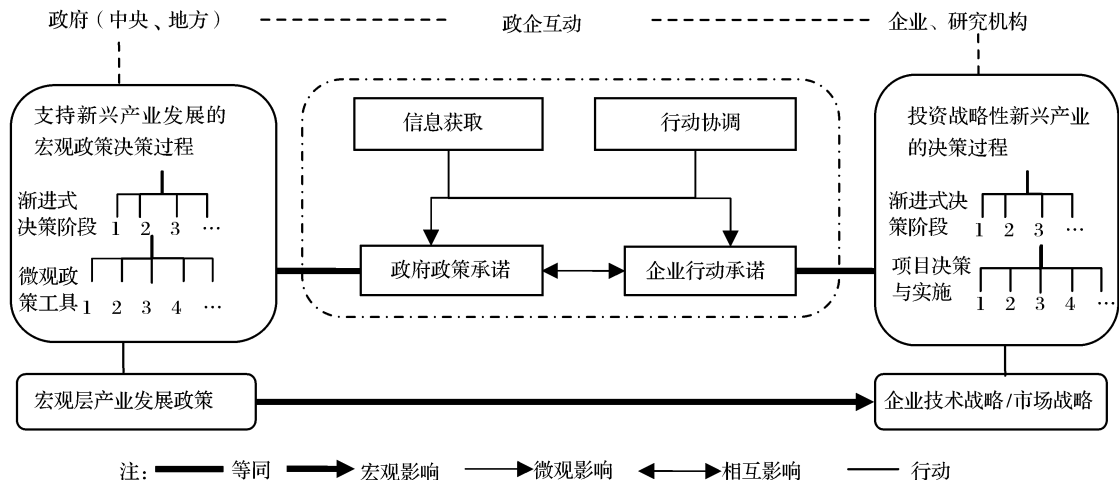 政府（中央、地方）
政企互动
企业、研究机构
支持新兴产业发展的
宏观政策决策过程
渐进式
决策阶段
1 2 3 …
微观政
策工具
1 2 3 4 …
信息获取
行动协调
政府政策承诺
企业行动承诺
投资战略性新兴产业
的决策过程
渐进式决
策阶段
1 2 3 …
项目决策
与实施
1 2 3 4 …
宏观层产业发展政策
企业技术战略/市场战略
注： 等同 宏观影响 微观影响 相互影响 行动